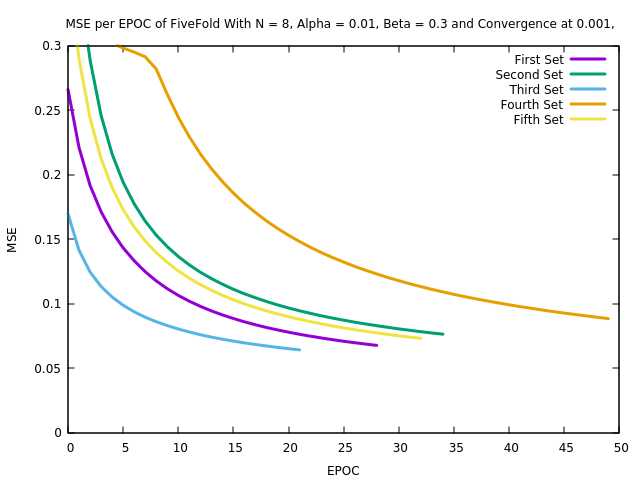 MSE per EPOC of FiveFold With N = 8, Alpha = 0.01, Beta = 0.3 and Convergence at 0.001,
First Set
Second Set
Third Set
Fourth Set
Fifth Set
0.3
0.25
0.2
0.15
0.1
0.05
0
MSE
0 5 10 15 20 25 30 35 40 45 50
EPOC